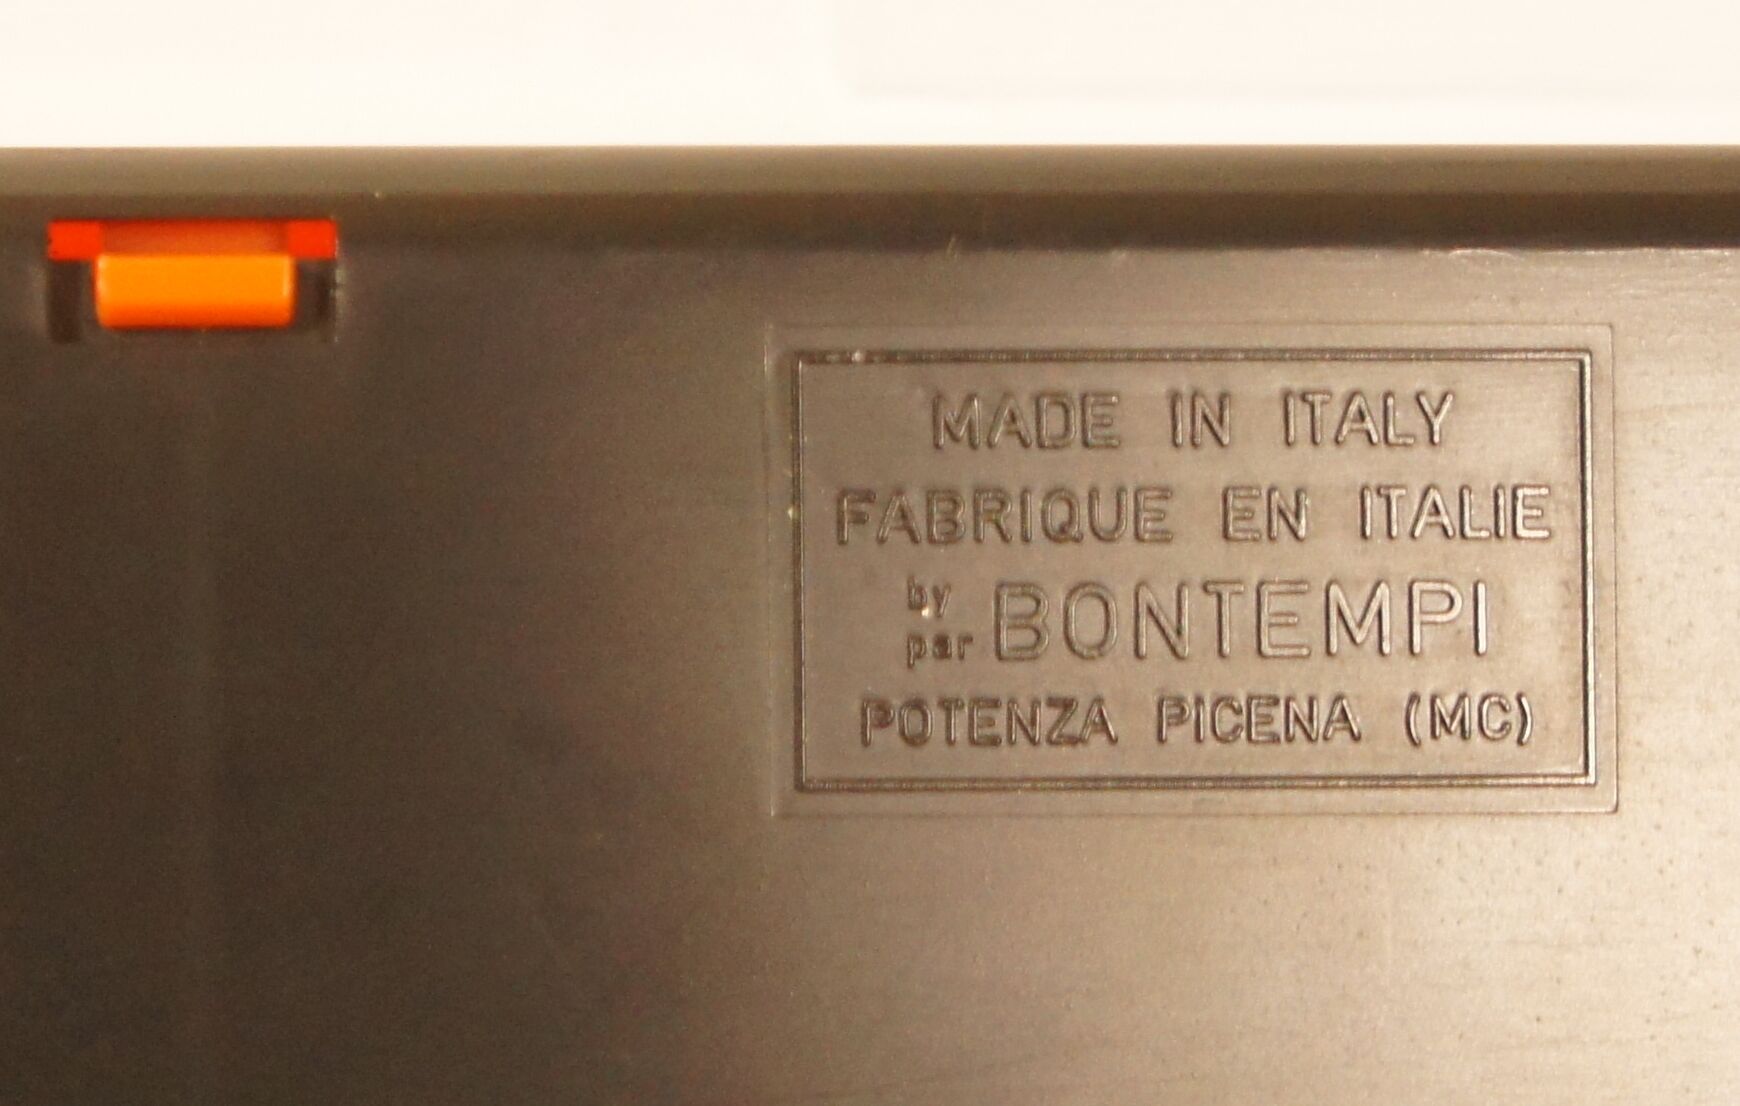 MADE IN ITALY
FABRIQUE EN ITALIE
by
par BONTEMPI
POTENZA PICENA (MC)